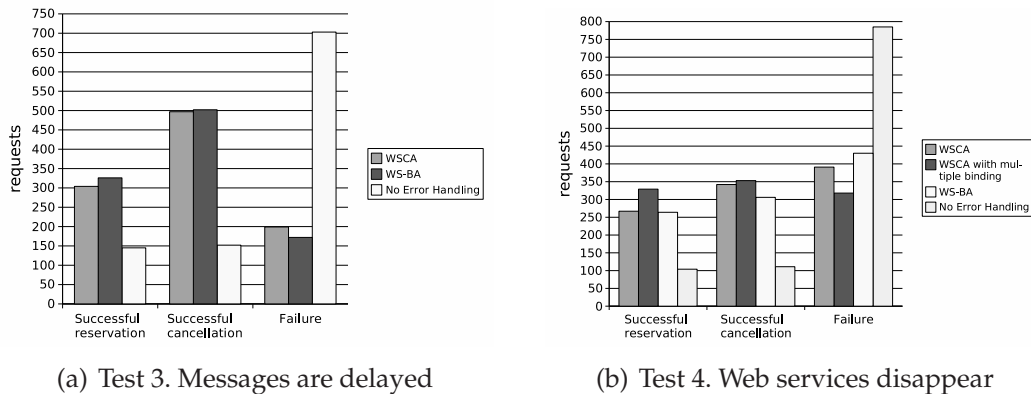 750
700
650
600
550
500
450
400
350
300
250
200
150
100
50
0
requests
Successful reservation
Successful cancellation
Failure
WSCA
WS-BA
No Error Handling
(a) Test 3. Messages are delayed
800
750
700
650
600
550
500
450
400
350
300
250
200
150
100
50
0
requests
Successful reservation
Successful cancellation
Failure
WSCA
WSCA wiith mul-
tiple binding
WS-BA
No Error Handling
(b) Test 4. Web services disappear